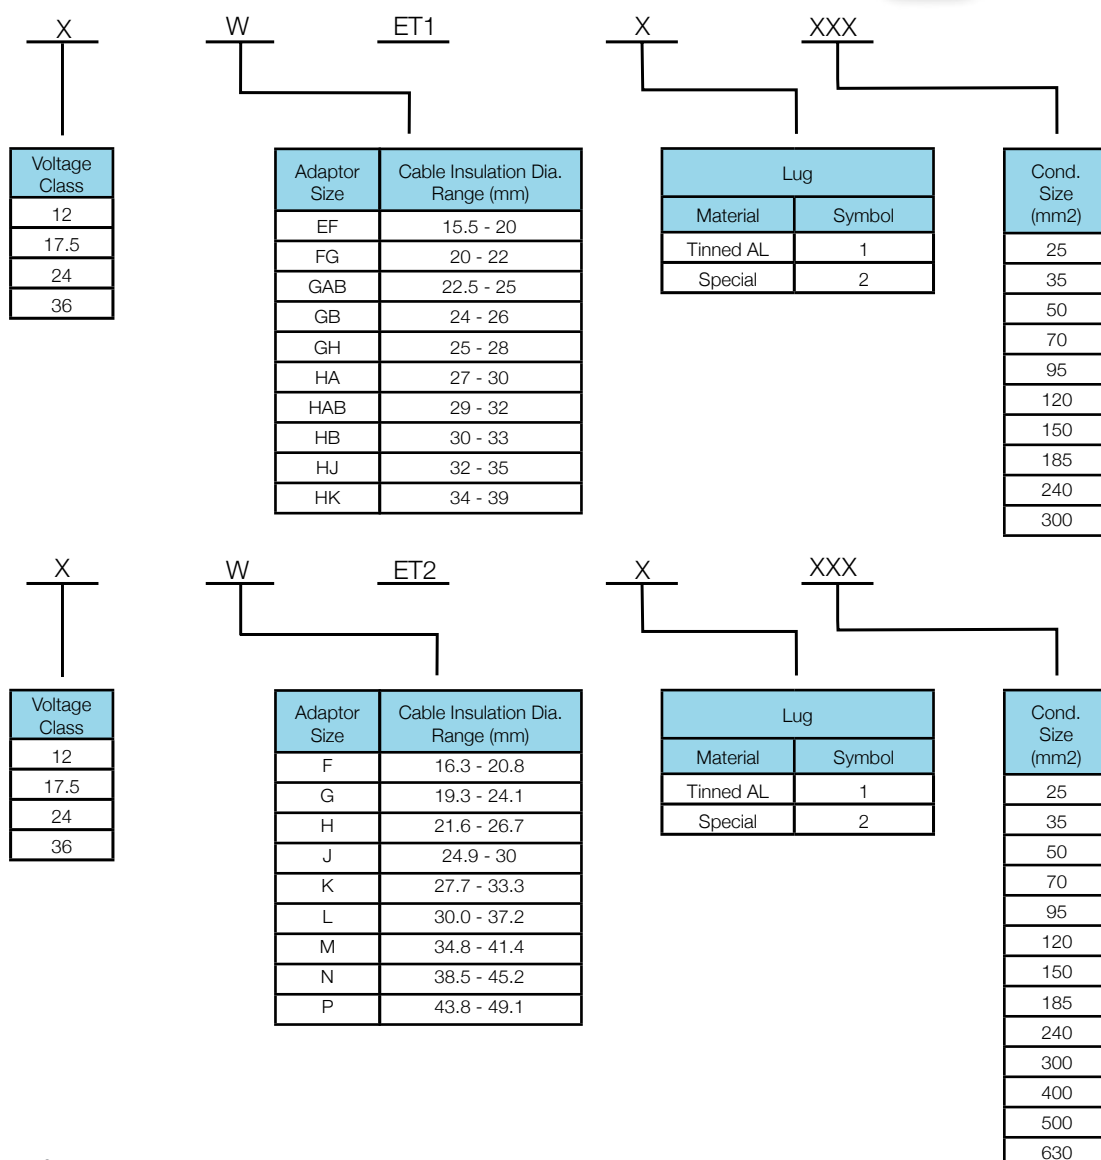 X W ET1 X XXX
Voltage
Class
12
17.5
24
36
Adaptor Cable Insulation Dia.
Size Range (mm)
EF 15.5 - 20
FG 20 - 22
GAB 22.5 - 25
GB 24 - 26
GH 25 - 28
HA 27 - 30
HAB 29 - 32
HB 30 - 33
HJ 32 - 35
HK 34 - 39
Lug
Material Symbol
Tinned AL 1
Special 2
Cond.
Size
(mm2)
25
35
50
70
95
120
150
185
240
300
X W ET2 X XXX
Voltage
Class
12
17.5
24
36
Adaptor Cable Insulation Dia.
Size Range (mm)
F 16.3 - 20.8
G 19.3 - 24.1
H 21.6 - 26.7
J 24.9 - 30
K 27.7 - 33.3
L 30.0 - 37.2
M 34.8 - 41.4
N 38.5 - 45.2
P 43.8 - 49.1
Lug
Material Symbol
Tinned AL 1
Special 2
Cond.
Size
(mm2)
25
35
50
70
95
120
150
185
240
300
400
500
630